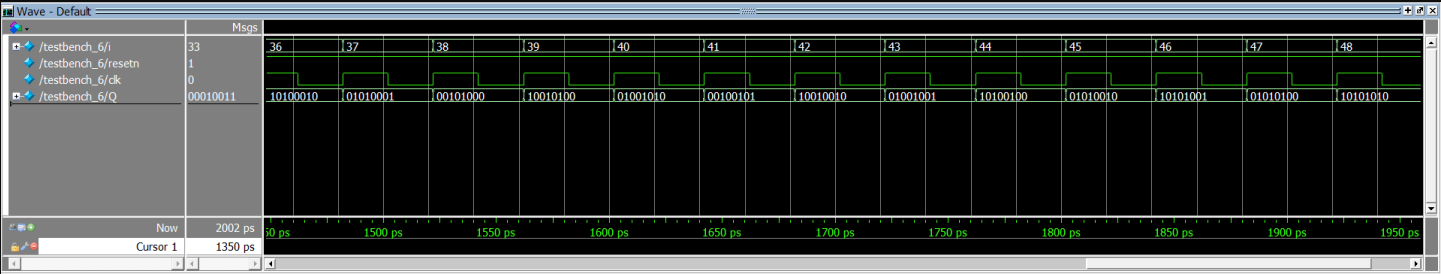 Wave - Default
Msgs
/testbench_6/i 33 36 37 38 39 40 41 42 43 44 45 46 47 48
/testbench_6/resetn 1
/testbench_6/clk 0
/testbench_6/Q 00010011 10100010 01010001 00101000 10010100 01001010 00100101 10010010 01001001 10100100 01010010 10101001 01010100 10101010
Now 2002 ps 50 ps 1500 ps 1550 ps 1600 ps 1650 ps 1700 ps 1750 ps 1800 ps 1850 ps 1900 ps 1950 ps
Cursor 1 1350 ps